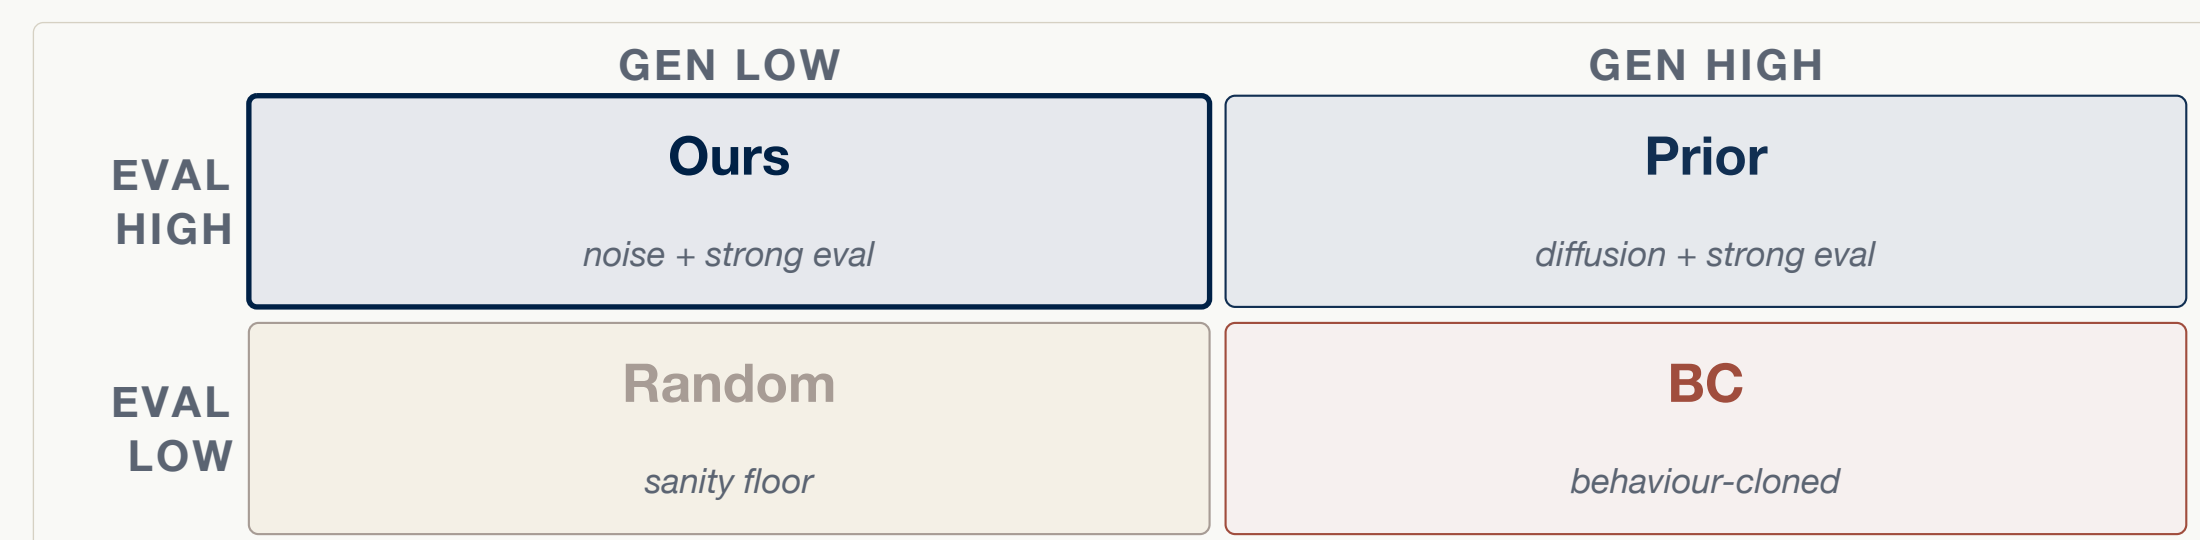 GEN LOW
GEN HIGH
EVAL
HIGH
Ours
noise + strong eval
Prior
diffusion + strong eval
EVAL
LOW
Random
sanity floor
BC
behaviour-cloned